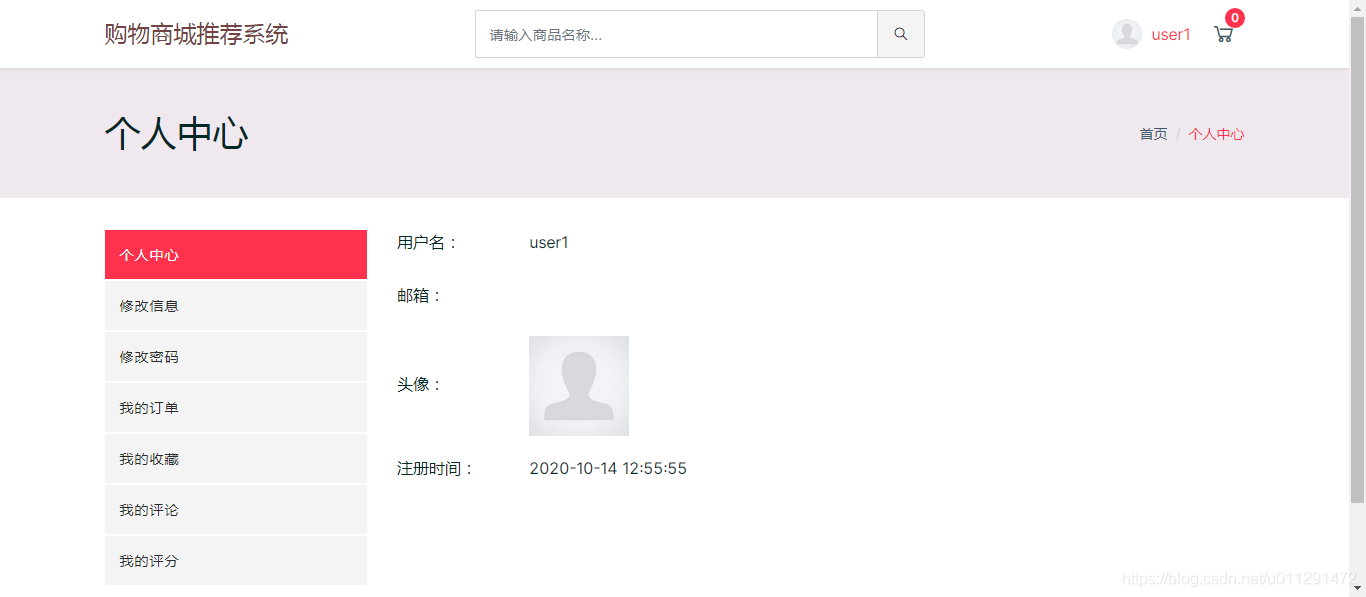 购物商城推荐系统
请输入商品名称...
user1
0
个人中心
首页 / 个人中心
个人中心
修改信息
修改密码
我的订单
我的收藏
我的评论
我的评分
用户名： user1
邮箱：
头像：
注册时间： 2020-10-14 12:55:55
https://blog.csdn.net/u011291472